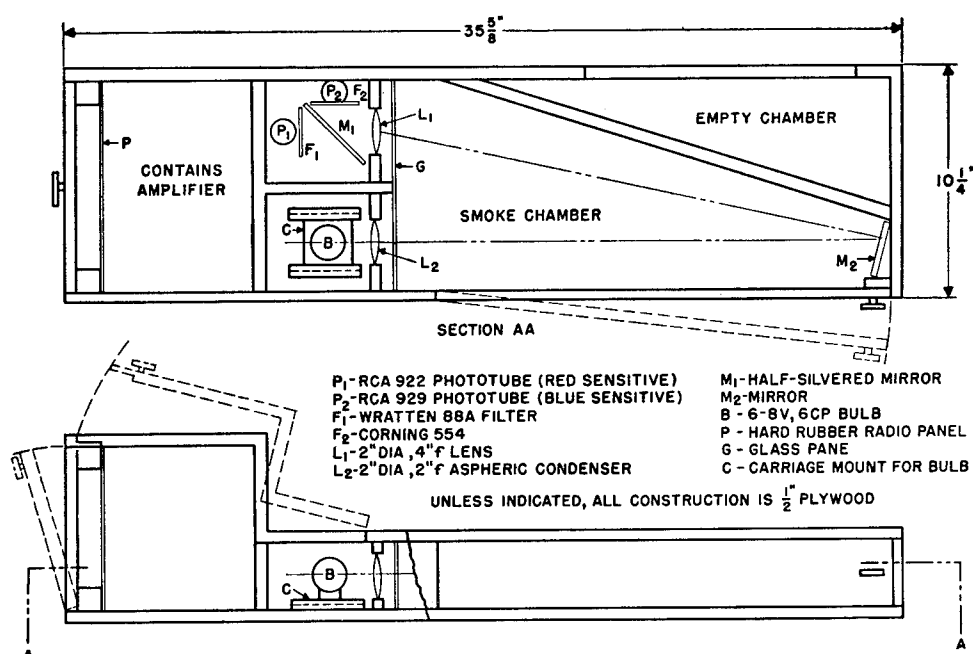 35 5/8"
P2
F2
L1
P1
M1
F1
EMPTY CHAMBER
P
CONTAINS
AMPLIFIER
G
10 1/4"
SMOKE CHAMBER
C
B
L2
M2
SECTION AA
P1-RCA 922 PHOTOTUBE (RED SENSITIVE)
P2-RCA 929 PHOTOTUBE (BLUE SENSITIVE)
F1-WRATTEN 88A FILTER
F2-CORNING 554
L1-2"DIA ,4"f LENS
L2-2"DIA ,2"f ASPHERIC CONDENSER
M1-HALF-SILVERED MIRROR
M2-MIRROR
B - 6-8V, 6CP BULB
P - HARD RUBBER RADIO PANEL
G - GLASS PANE
C - CARRIAGE MOUNT FOR BULB
UNLESS INDICATED, ALL CONSTRUCTION IS 1/2" PLYWOOD
B
C
A
A